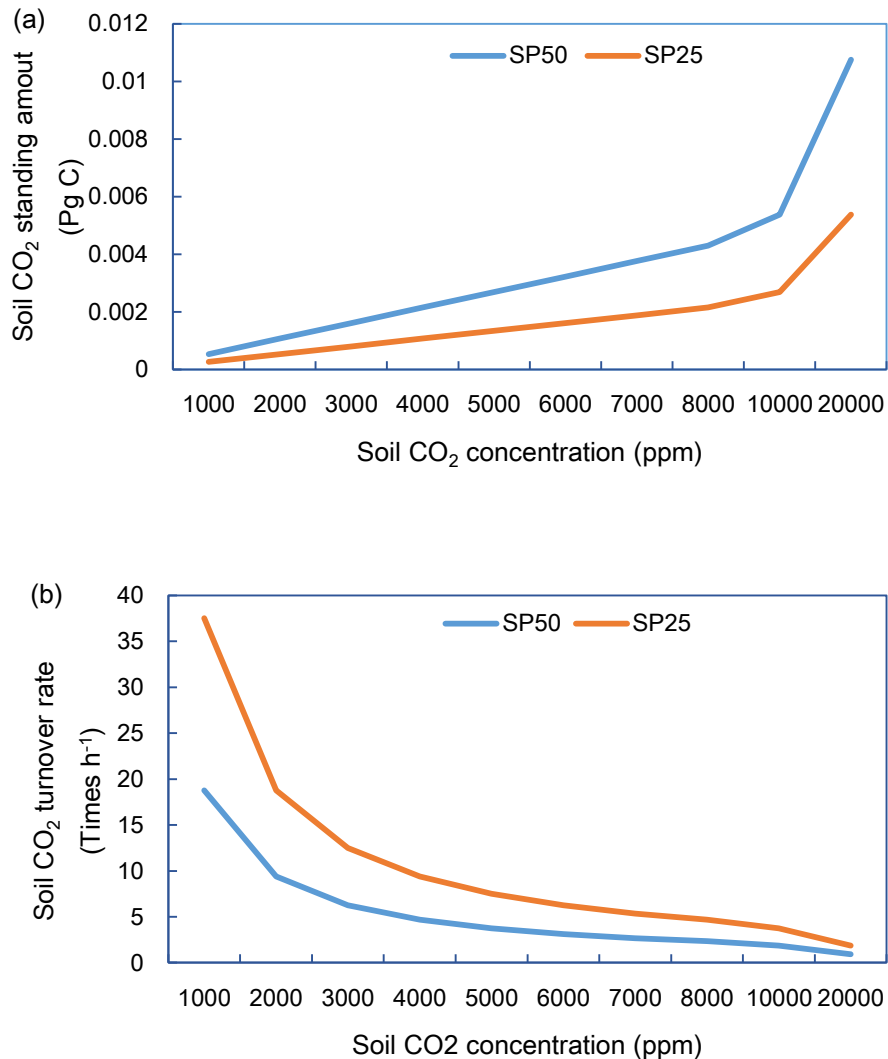 (a)
0.012
0.01
0.008
0.006
0.004
0.002
0
Soil CO₂ standing amout
(Pg C)
SP50 SP25
1000 2000 3000 4000 5000 6000 7000 8000 10000 20000
Soil CO₂ concentration (ppm)
(b)
40
35
30
25
20
15
10
5
0
Soil CO₂ turnover rate
(Times h⁻¹)
SP50 SP25
1000 2000 3000 4000 5000 6000 7000 8000 10000 20000
Soil CO2 concentration (ppm)